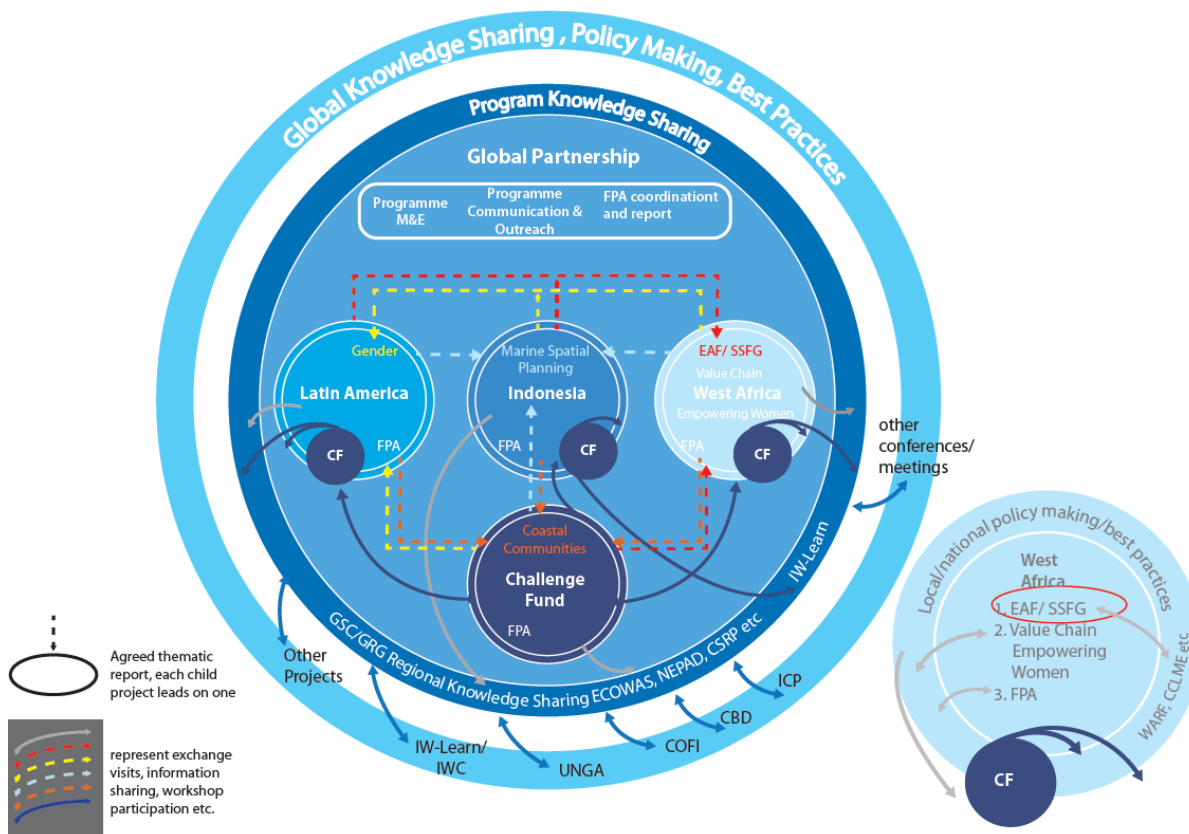 Global Knowledge Sharing , Policy Making, Best Practices
Program Knowledge Sharing
Global Partnership
Programme
M&E
Programme
Communication &
Outreach
FPA coordinationt
and report
Gender
Latin America
FPA
CF
Marine Spatial
Planning
Indonesia
FPA
CF
EAF/ SSFG
Value Chain
West Africa
Empowering Women
FPA
CF
Coastal
Communities
Challenge
Fund
FPA
GSC/GRG Regional Knowledge Sharing ECOWAS, NEPAD, CSRP etc
IW-Learn
other
conferences/
meetings
Other
Projects
IW-Learn/
IWC
UNGA
COFI
CBD
ICP
Agreed thematic
report, each child
project leads on one
represent exchange
visits, information
sharing, workshop
participation etc.
Local/national policy making/best practices
West
Africa
1. EAF/ SSFG
2. Value Chain
Empowering
Women
3. FPA
WARF, CCLME etc
CF